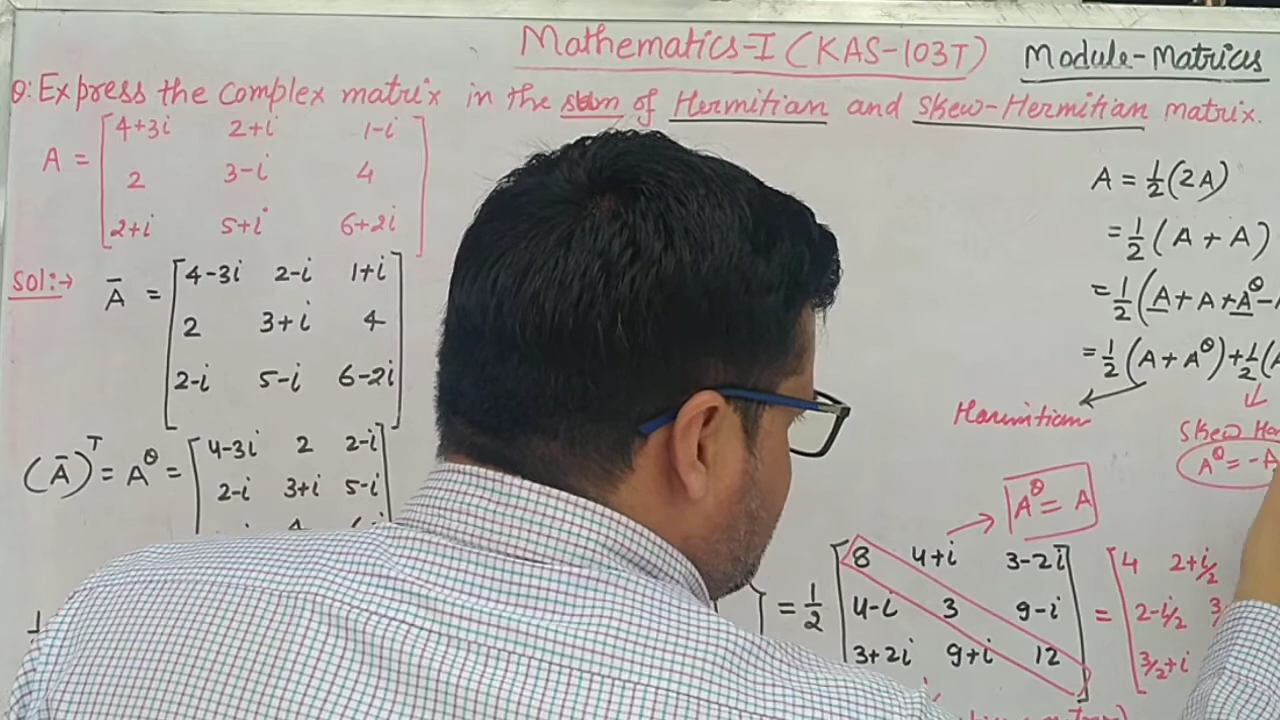 Mathematics-I (KAS-103T) Module-Matrices
Q: Express the complex matrix in the sum of Hermitian and Skew-Hermitian matrix.
A = [4+3i 2+i 1-i
2 3-i 4
2+i 5+i 6+2i]
Sol:→ Ā = [4-3i 2-i 1+i
2 3+i 4
2-i 5-i 6-2i]
(Ā)ᵀ = A^θ = [4-3i 2 2-i
2-i 3+i 5-i
A = ½(2A)
= ½(A + A)
= ½(A + A + A^θ -
= ½(A + A^θ) + ½(A
Harmitiam
Skew Ha
A^θ = -A
A^θ = A
= ½ [8 4+i 3-2i
4-i 3 9-i
3+2i 9+i 12]
= [4 2+i/2
2-i/2 3
3/2+i